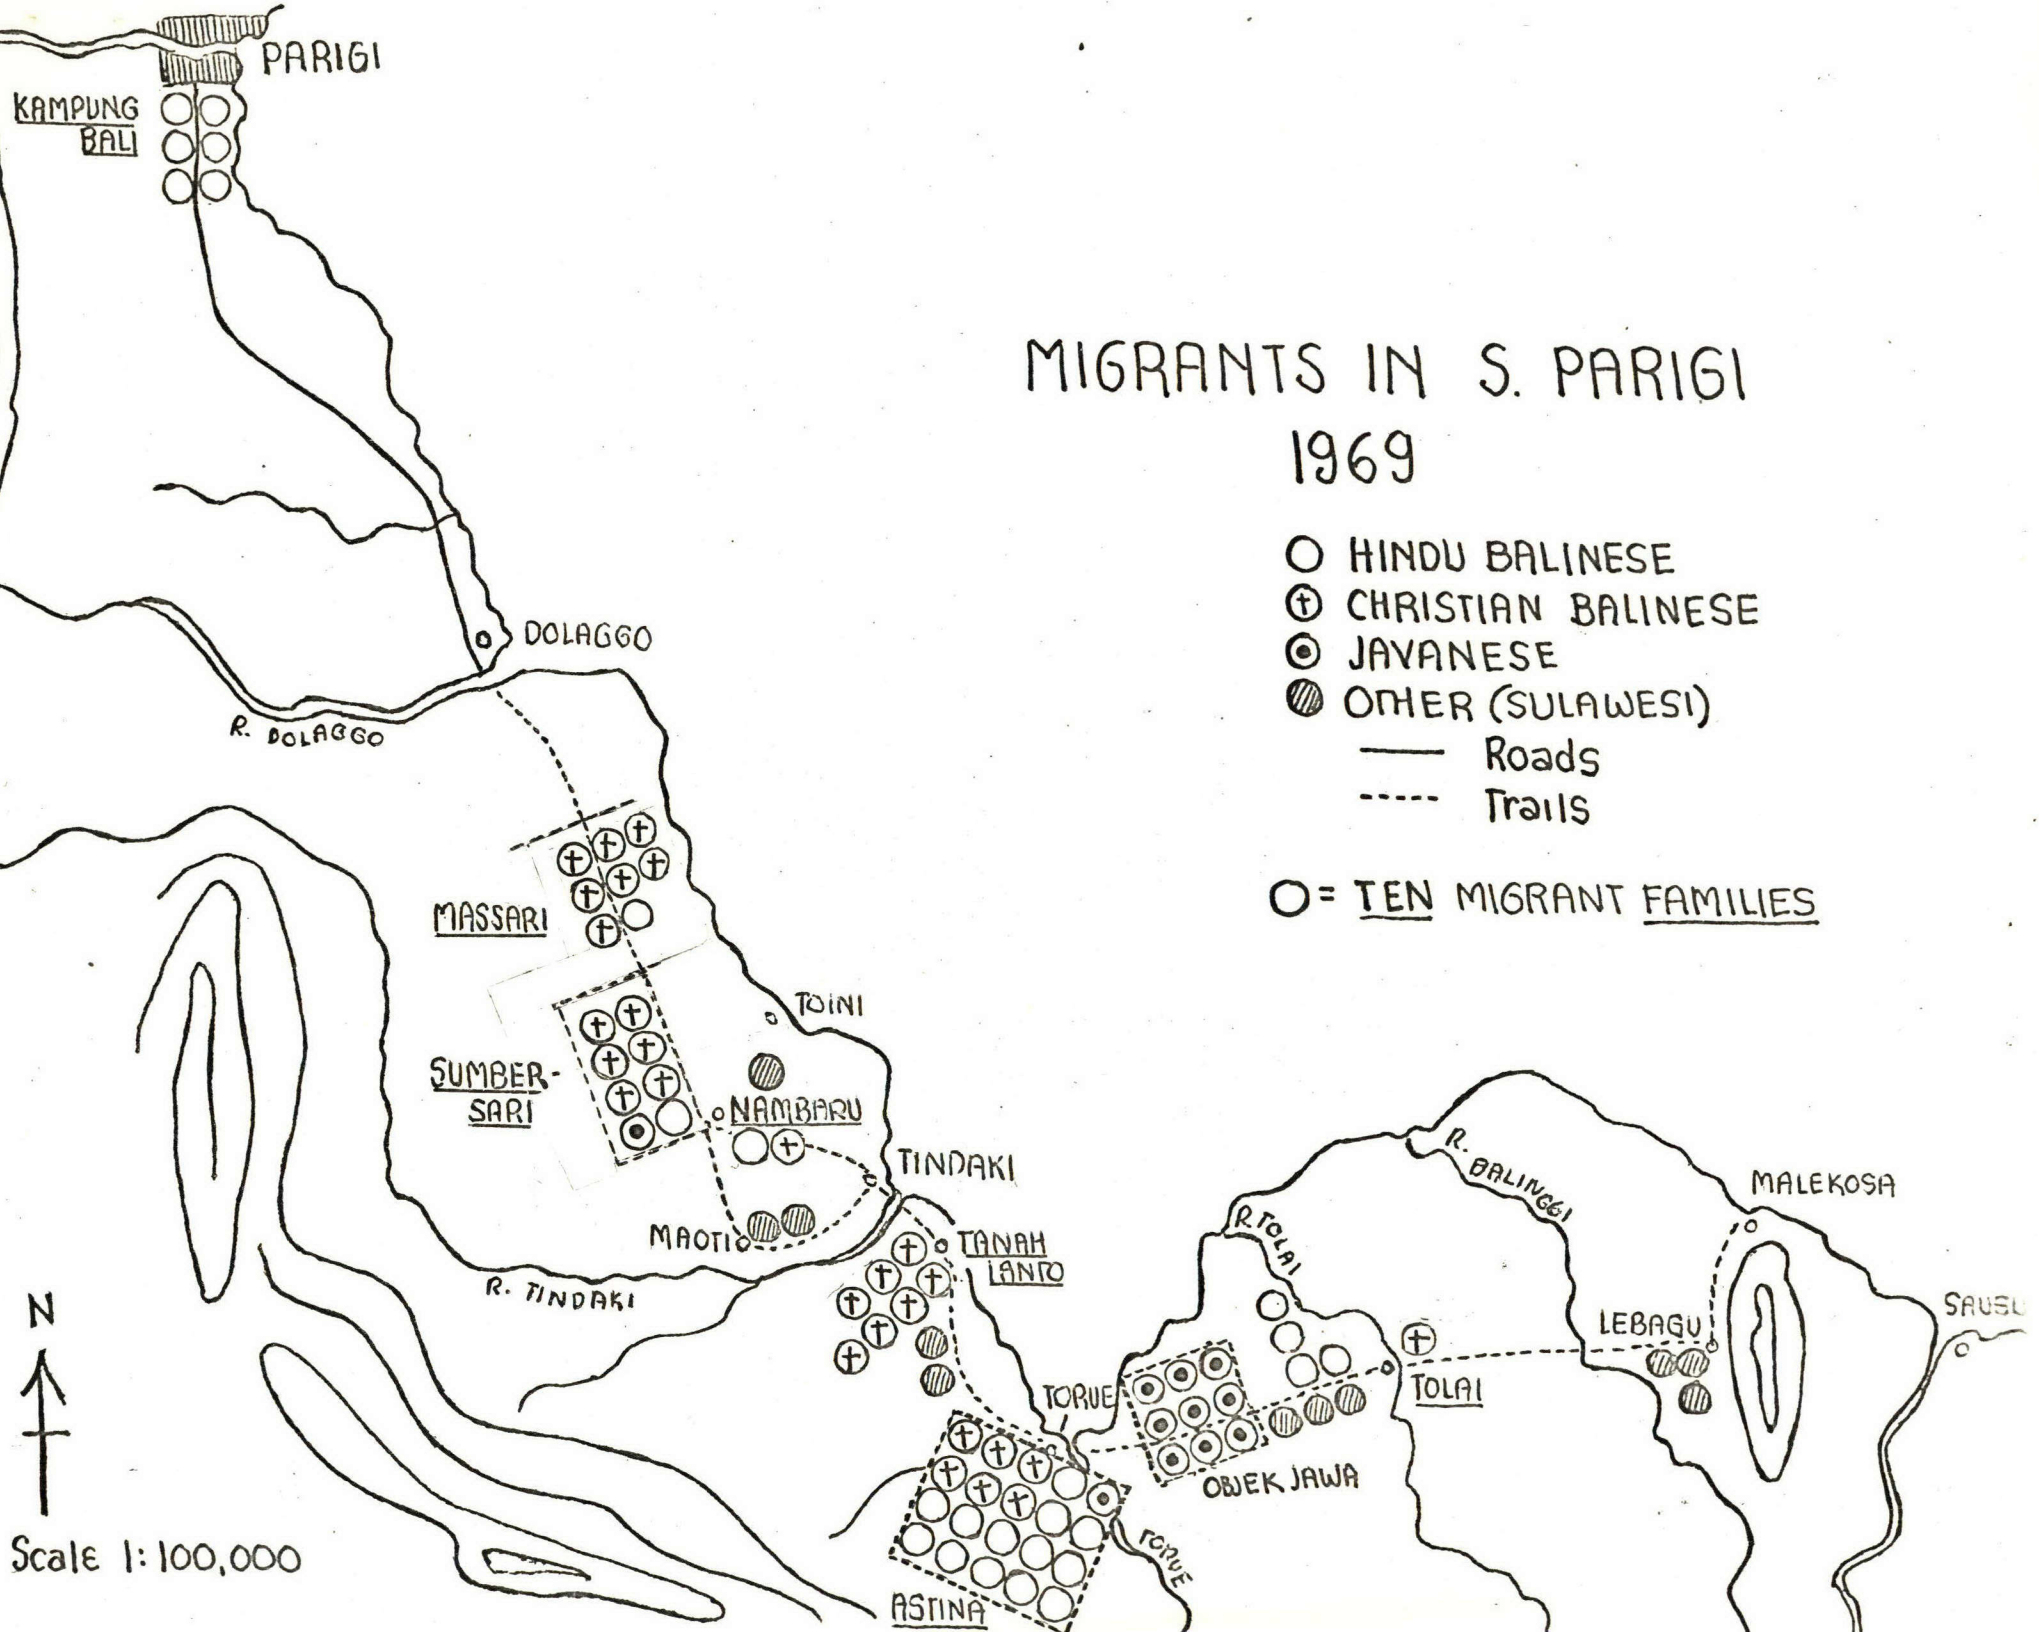 PARIGI
KAMPUNG
BALI
MIGRANTS IN S. PARIGI
1969
HINDU BALINESE
CHRISTIAN BALINESE
JAVANESE
OTHER (SULAWESI)
Roads
Trails
O = TEN MIGRANT FAMILIES
DOLAGGO
R. DOLAGGO
MASSARI
TOINI
SUMBER-
SARI
NAMBARU
TINDAKI
MAOTI
TANAH
LANTO
R. TINDAKI
R. BALINGGI
MALEKOSA
R. TOLAI
LEBAGU
SAUSU
TOLAI
TORUE
OBJEK JAWA
TORUE
ASTINA
N
Scale 1:100,000